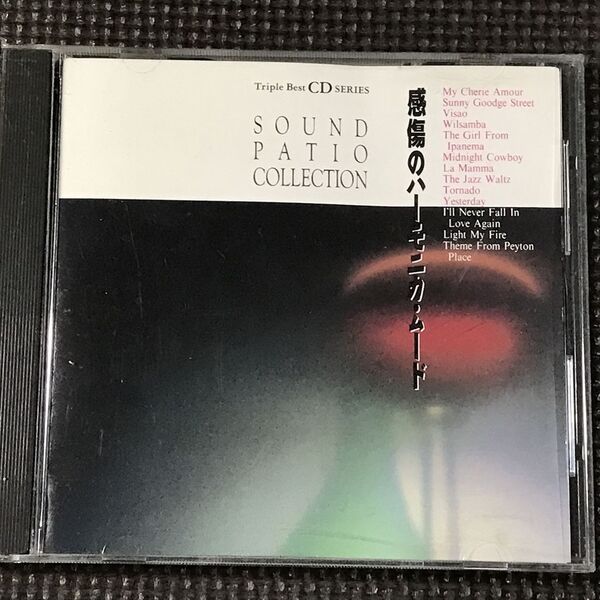 Triple Best CD SERIES
SOUND
PATIO
COLLECTION
感傷のハーモニカ・ムード
My Cherie Amour
Sunny Goodge Street
Visao
Wilsamba
The Girl From
Ipanema
Midnight Cowboy
La Mamma
The Jazz Waltz
Tornado
Yesterday
I'll Never Fall In
Love Again
Light My Fire
Theme From Peyton
Place